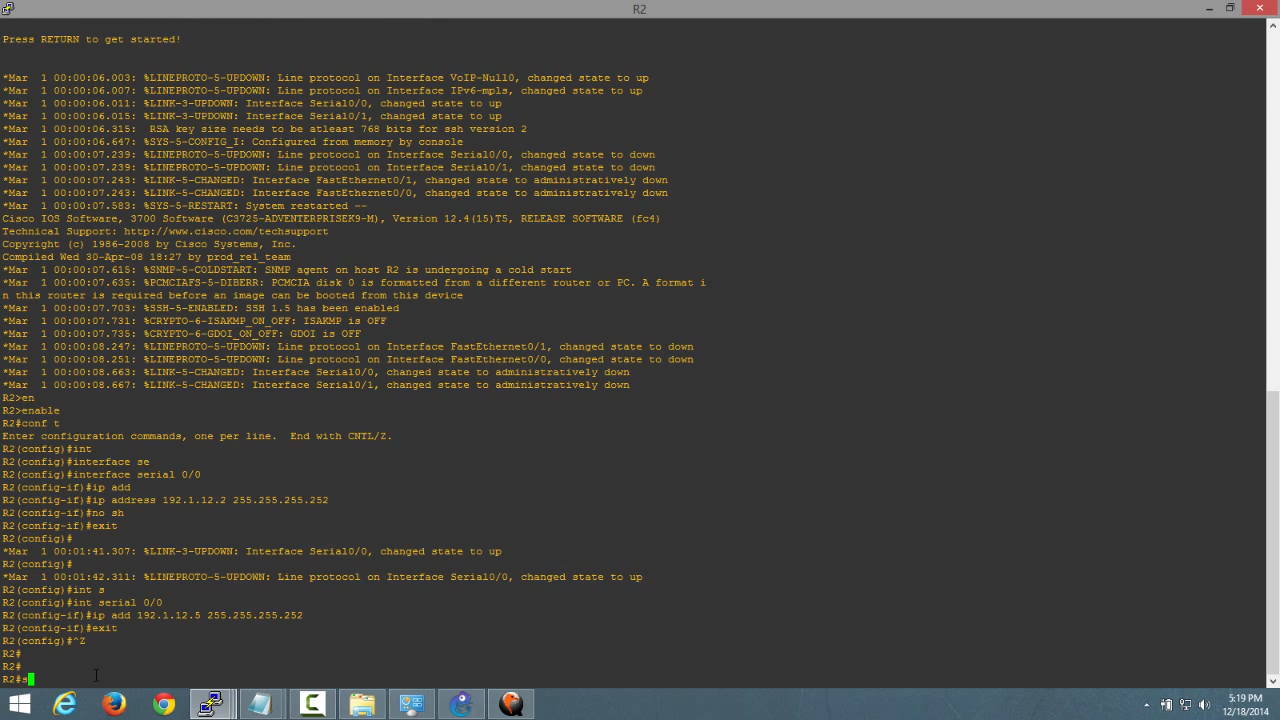 R2
Press RETURN to get started!
*Mar  1 00:00:06.003: %LINEPROTO-5-UPDOWN: Line protocol on Interface VoIP-Null0, changed state to up
*Mar  1 00:00:06.007: %LINEPROTO-5-UPDOWN: Line protocol on Interface IPv6-mpls, changed state to up
*Mar  1 00:00:06.011: %LINK-3-UPDOWN: Interface Serial0/0, changed state to up
*Mar  1 00:00:06.015: %LINK-3-UPDOWN: Interface Serial0/1, changed state to up
*Mar  1 00:00:06.315:  RSA key size needs to be atleast 768 bits for ssh version 2
*Mar  1 00:00:06.647: %SYS-5-CONFIG_I: Configured from memory by console
*Mar  1 00:00:07.239: %LINEPROTO-5-UPDOWN: Line protocol on Interface Serial0/0, changed state to down
*Mar  1 00:00:07.239: %LINEPROTO-5-UPDOWN: Line protocol on Interface Serial0/1, changed state to down
*Mar  1 00:00:07.243: %LINK-5-CHANGED: Interface FastEthernet0/1, changed state to administratively down
*Mar  1 00:00:07.243: %LINK-5-CHANGED: Interface FastEthernet0/0, changed state to administratively down
*Mar  1 00:00:07.583: %SYS-5-RESTART: System restarted --
Cisco IOS Software, 3700 Software (C3725-ADVENTERPRISEK9-M), Version 12.4(15)T5, RELEASE SOFTWARE (fc4)
Technical Support: http://www.cisco.com/techsupport
Copyright (c) 1986-2008 by Cisco Systems, Inc.
Compiled Wed 30-Apr-08 18:27 by prod_rel_team
*Mar  1 00:00:07.615: %SNMP-5-COLDSTART: SNMP agent on host R2 is undergoing a cold start
*Mar  1 00:00:07.635: %PCMCIAFS-5-DIBERR: PCMCIA disk 0 is formatted from a different router or PC. A format i
n this router is required before an image can be booted from this device
*Mar  1 00:00:07.703: %SSH-5-ENABLED: SSH 1.5 has been enabled
*Mar  1 00:00:07.731: %CRYPTO-6-ISAKMP_ON_OFF: ISAKMP is OFF
*Mar  1 00:00:07.735: %CRYPTO-6-GDOI_ON_OFF: GDOI is OFF
*Mar  1 00:00:08.247: %LINEPROTO-5-UPDOWN: Line protocol on Interface FastEthernet0/1, changed state to down
*Mar  1 00:00:08.251: %LINEPROTO-5-UPDOWN: Line protocol on Interface FastEthernet0/0, changed state to down
*Mar  1 00:00:08.663: %LINK-5-CHANGED: Interface Serial0/0, changed state to administratively down
*Mar  1 00:00:08.667: %LINK-5-CHANGED: Interface Serial0/1, changed state to administratively down
R2>en
R2>enable
R2#conf t
Enter configuration commands, one per line.  End with CNTL/Z.
R2(config)#int
R2(config)#interface se
R2(config)#interface serial 0/0
R2(config-if)#ip add
R2(config-if)#ip address 192.1.12.2 255.255.255.252
R2(config-if)#no sh
R2(config-if)#exit
R2(config)#
*Mar  1 00:01:41.307: %LINK-3-UPDOWN: Interface Serial0/0, changed state to up
R2(config)#
*Mar  1 00:01:42.311: %LINEPROTO-5-UPDOWN: Line protocol on Interface Serial0/0, changed state to up
R2(config)#int s
R2(config)#int serial 0/0
R2(config-if)#ip add 192.1.12.5 255.255.255.252
R2(config-if)#exit
R2(config)#^Z
R2#
R2#
R2#s
5:19 PM
12/18/2014